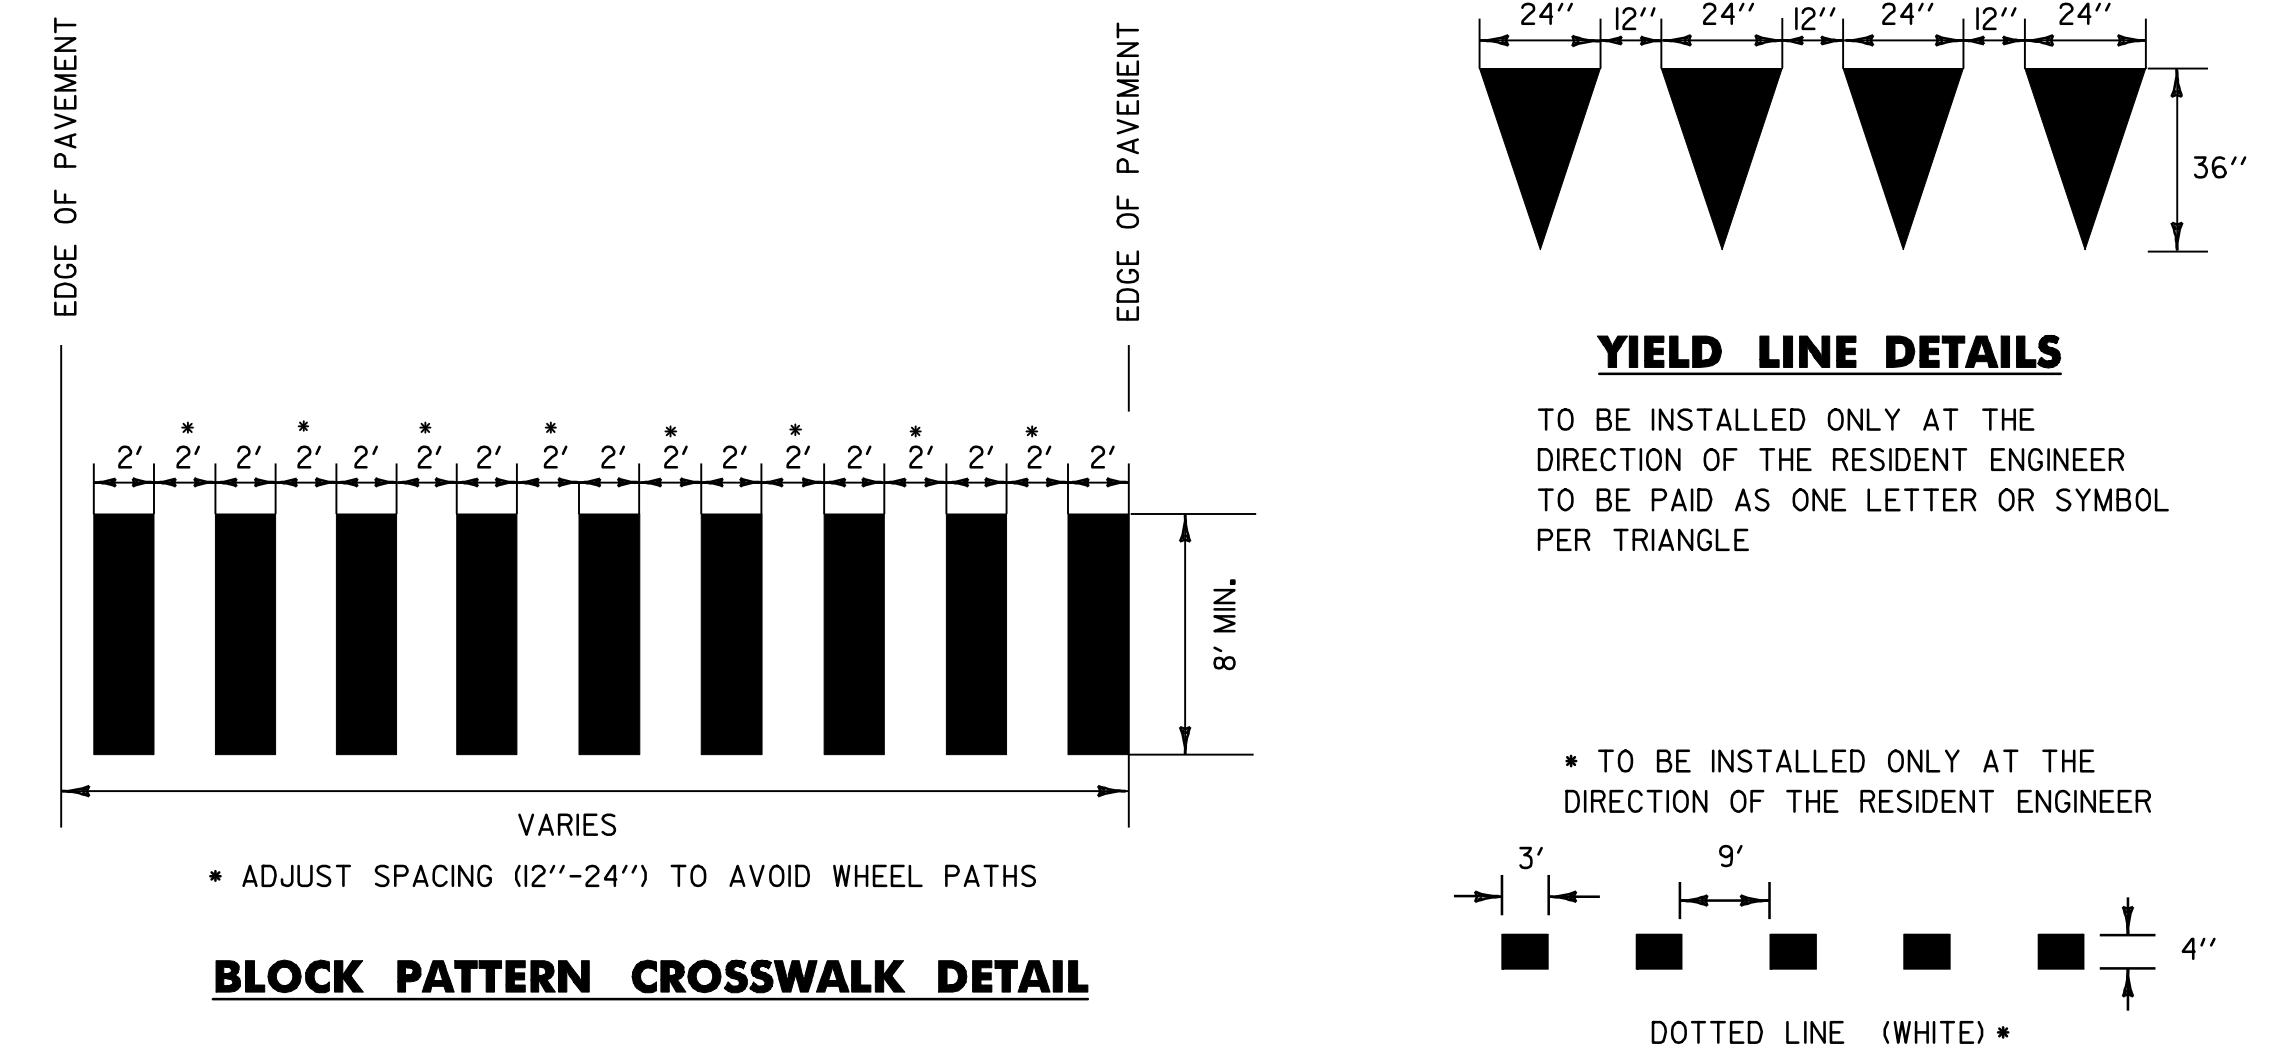 EDGE OF PAVEMENT
EDGE OF PAVEMENT
* * * * * * * *
2' 2' 2' 2' 2' 2' 2' 2' 2' 2' 2' 2' 2' 2' 2' 2' 2'
8' MIN.
VARIES
* ADJUST SPACING (12"-24") TO AVOID WHEEL PATHS
BLOCK PATTERN CROSSWALK DETAIL
24" 12" 24" 12" 24" 12" 24"
36"
YIELD LINE DETAILS
TO BE INSTALLED ONLY AT THE
DIRECTION OF THE RESIDENT ENGINEER
TO BE PAID AS ONE LETTER OR SYMBOL
PER TRIANGLE
* TO BE INSTALLED ONLY AT THE
DIRECTION OF THE RESIDENT ENGINEER
3' 9'
4"
DOTTED LINE (WHITE) *